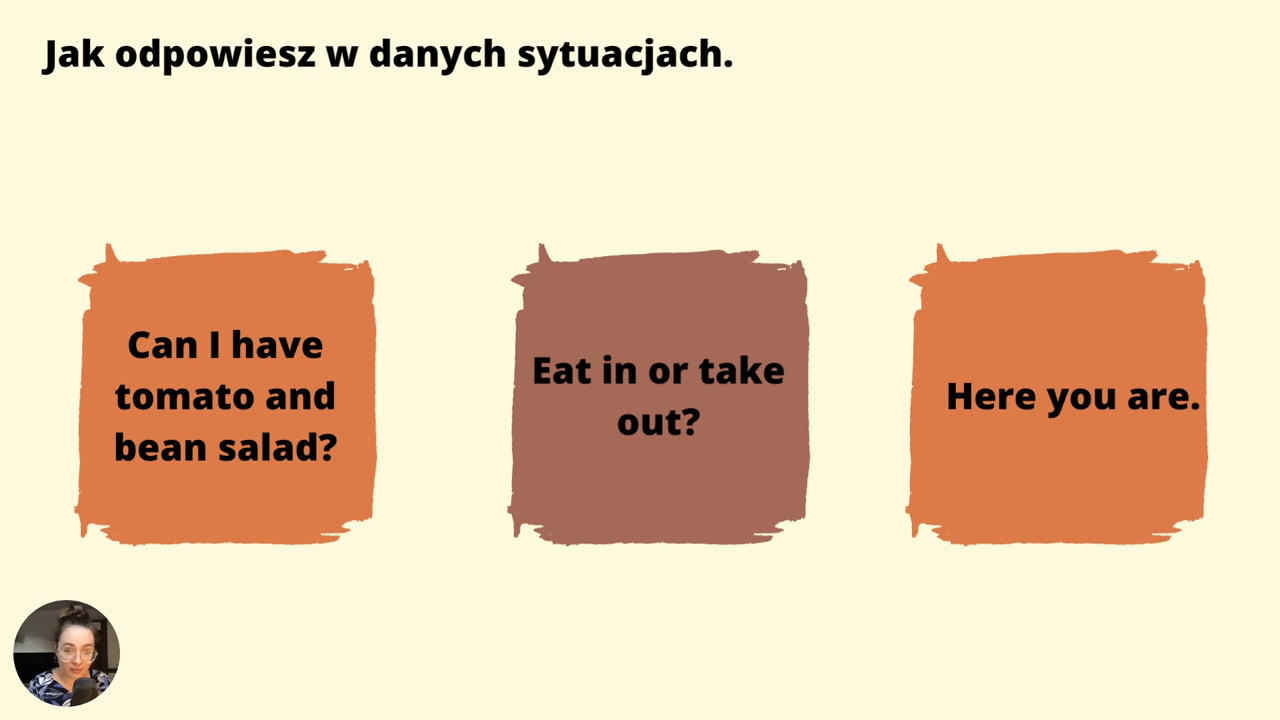 Jak odpowiesz w danych sytuacjach.
Can I have
tomato and
bean salad?
Eat in or take
out?
Here you are.